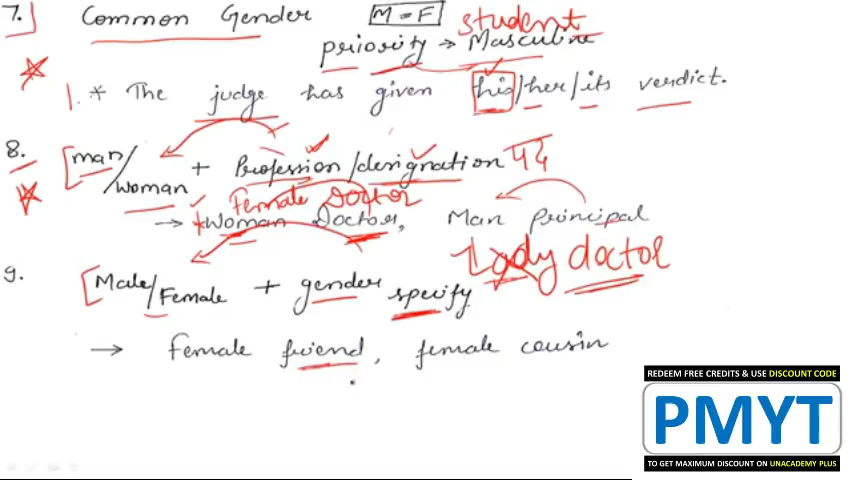 7. Common Gender M = F student
priority → Masculine
1. * The judge has given his/her/its verdict.
8. man/woman + Profession/designation
Female Doctor
→ * Woman Doctor, Man Principal
Lady doctor
9. Male/Female + gender specify
→ Female friend, female cousin
REDEEM FREE CREDITS & USE DISCOUNT CODE
PMYT
TO GET MAXIMUM DISCOUNT ON UNACADEMY PLUS